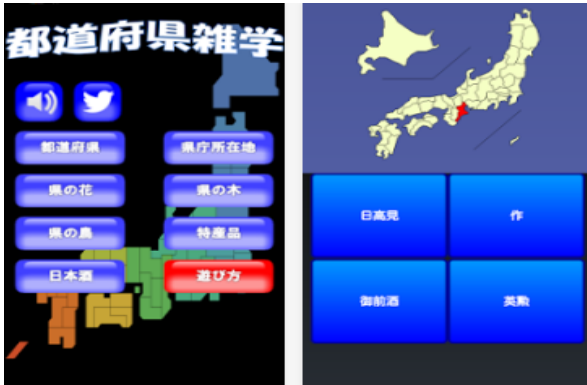 都道府県雑学
都道府県
県庁所在地
県の花
県の木
県の鳥
特産品
日本酒
遊び方
日高見
作
御前酒
英勲